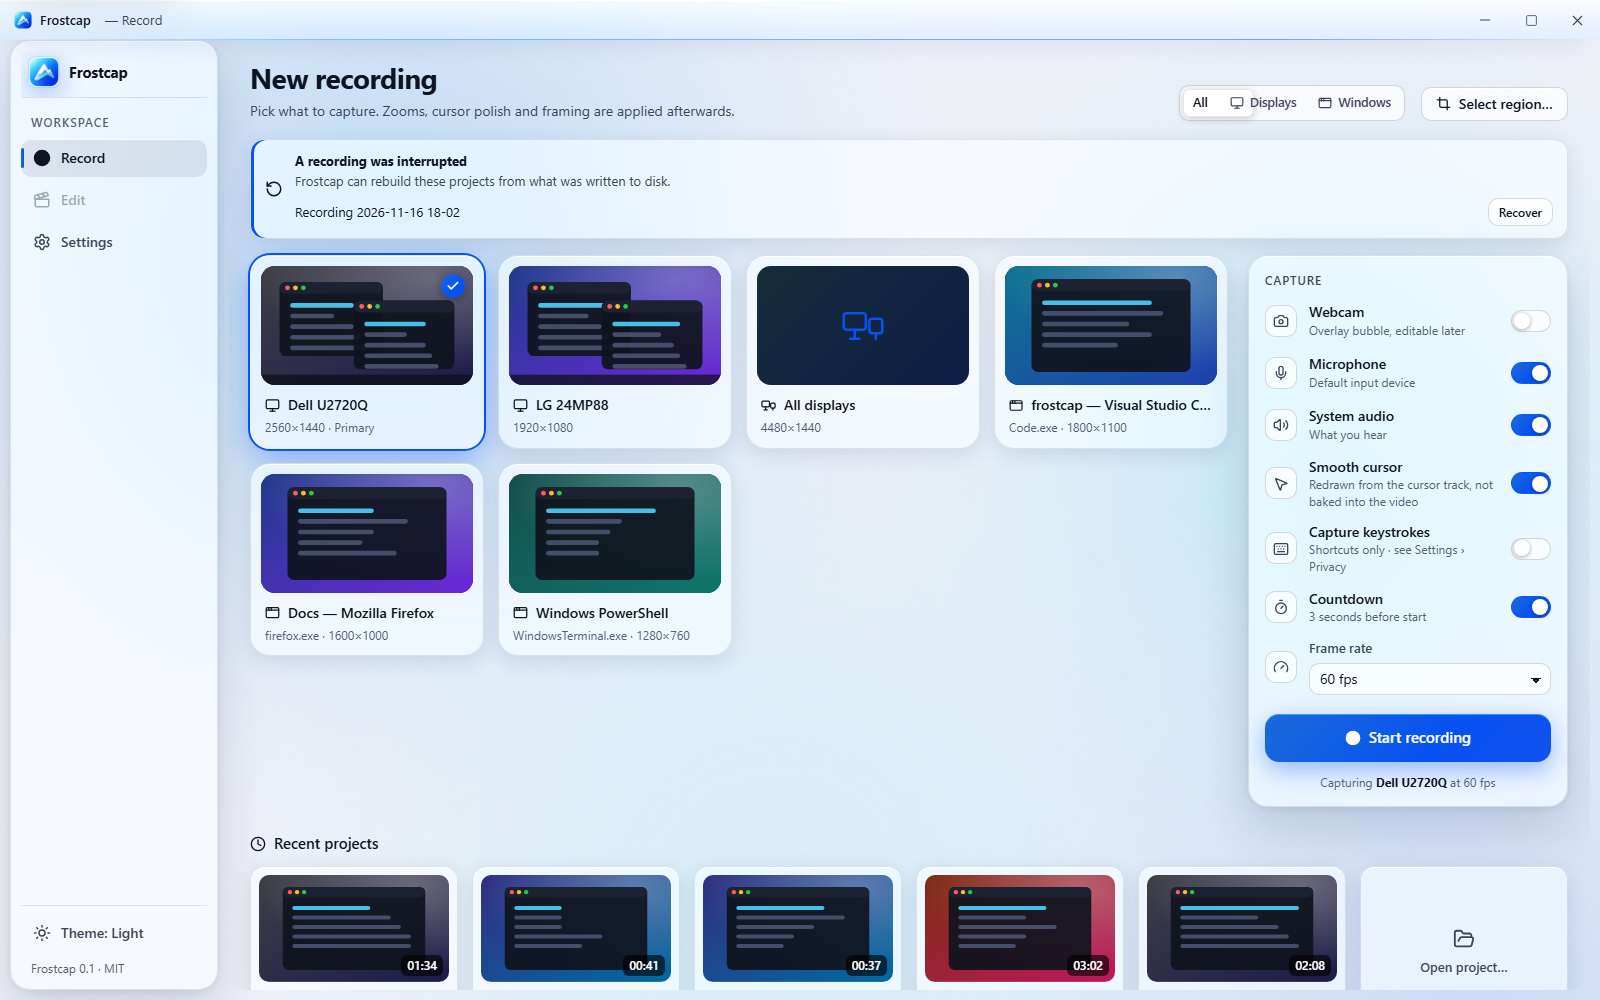 Frostcap — Record
Frostcap
WORKSPACE
Record
Edit
Settings
Theme: Light
Frostcap 0.1 · MIT
New recording
Pick what to capture. Zooms, cursor polish and framing are applied afterwards.
All Displays Windows
Select region...
A recording was interrupted
Frostcap can rebuild these projects from what was written to disk.
Recording 2026-11-16 18-02
Recover
Dell U2720Q
2560×1440 · Primary
LG 24MP88
1920×1080
All displays
4480×1440
frostcap — Visual Studio C...
Code.exe · 1800×1100
Docs — Mozilla Firefox
firefox.exe · 1600×1000
Windows PowerShell
WindowsTerminal.exe · 1280×760
CAPTURE
Webcam
Overlay bubble, editable later
Microphone
Default input device
System audio
What you hear
Smooth cursor
Redrawn from the cursor track, not
baked into the video
Capture keystrokes
Shortcuts only · see Settings ›
Privacy
Countdown
3 seconds before start
Frame rate
60 fps
Start recording
Capturing Dell U2720Q at 60 fps
Recent projects
01:34
00:41
00:37
03:02
02:08
Open project...